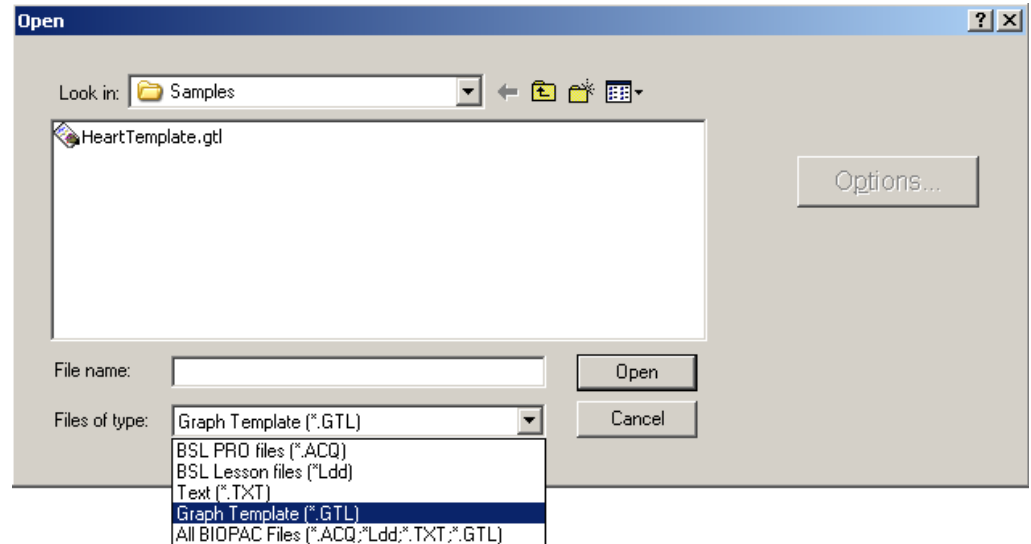 Open
Look in: Samples
HeartTemplate.gtl
Options...
File name:
Open
Files of type: Graph Template (*.GTL)
Cancel
BSL PRO files (*.ACQ)
BSL Lesson files (*Ldd)
Text (*.TXT)
Graph Template (*.GTL)
All BIOPAC Files (*.ACQ;*Ldd;*.TXT;*.GTL)